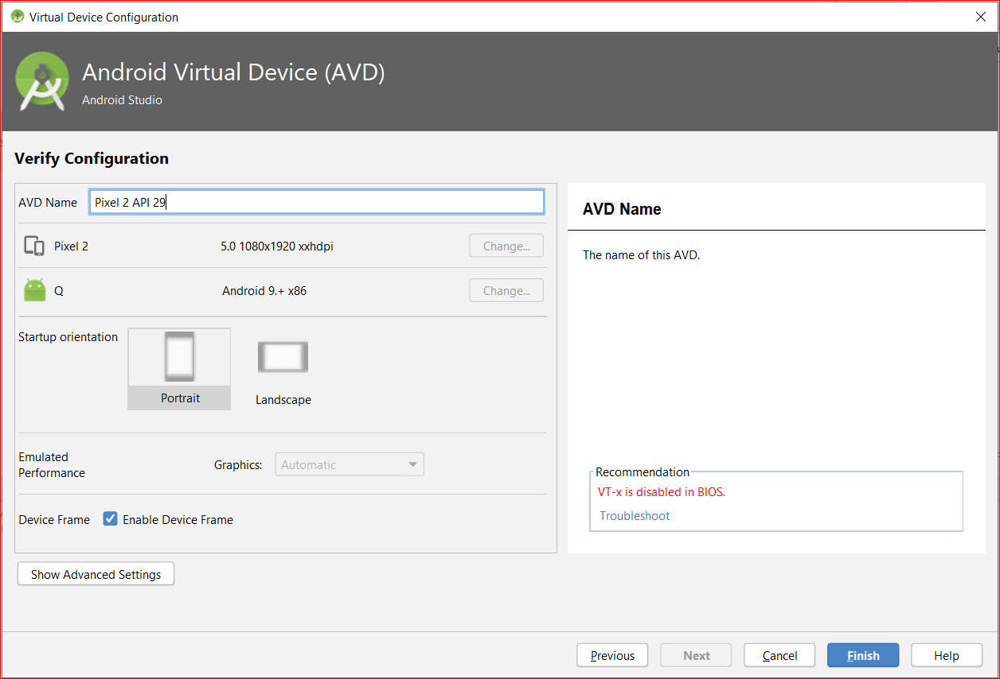 Virtual Device Configuration
Android Virtual Device (AVD)
Android Studio
Verify Configuration
AVD Name Pixel 2 API 29
Pixel 2 5.0 1080x1920 xxhdpi Change...
Q Android 9.+ x86 Change...
Startup orientation
Portrait Landscape
Emulated
Performance
Graphics: Automatic
Device Frame Enable Device Frame
Show Advanced Settings
AVD Name
The name of this AVD.
Recommendation
VT-x is disabled in BIOS.
Troubleshoot
Previous Next Cancel Finish Help